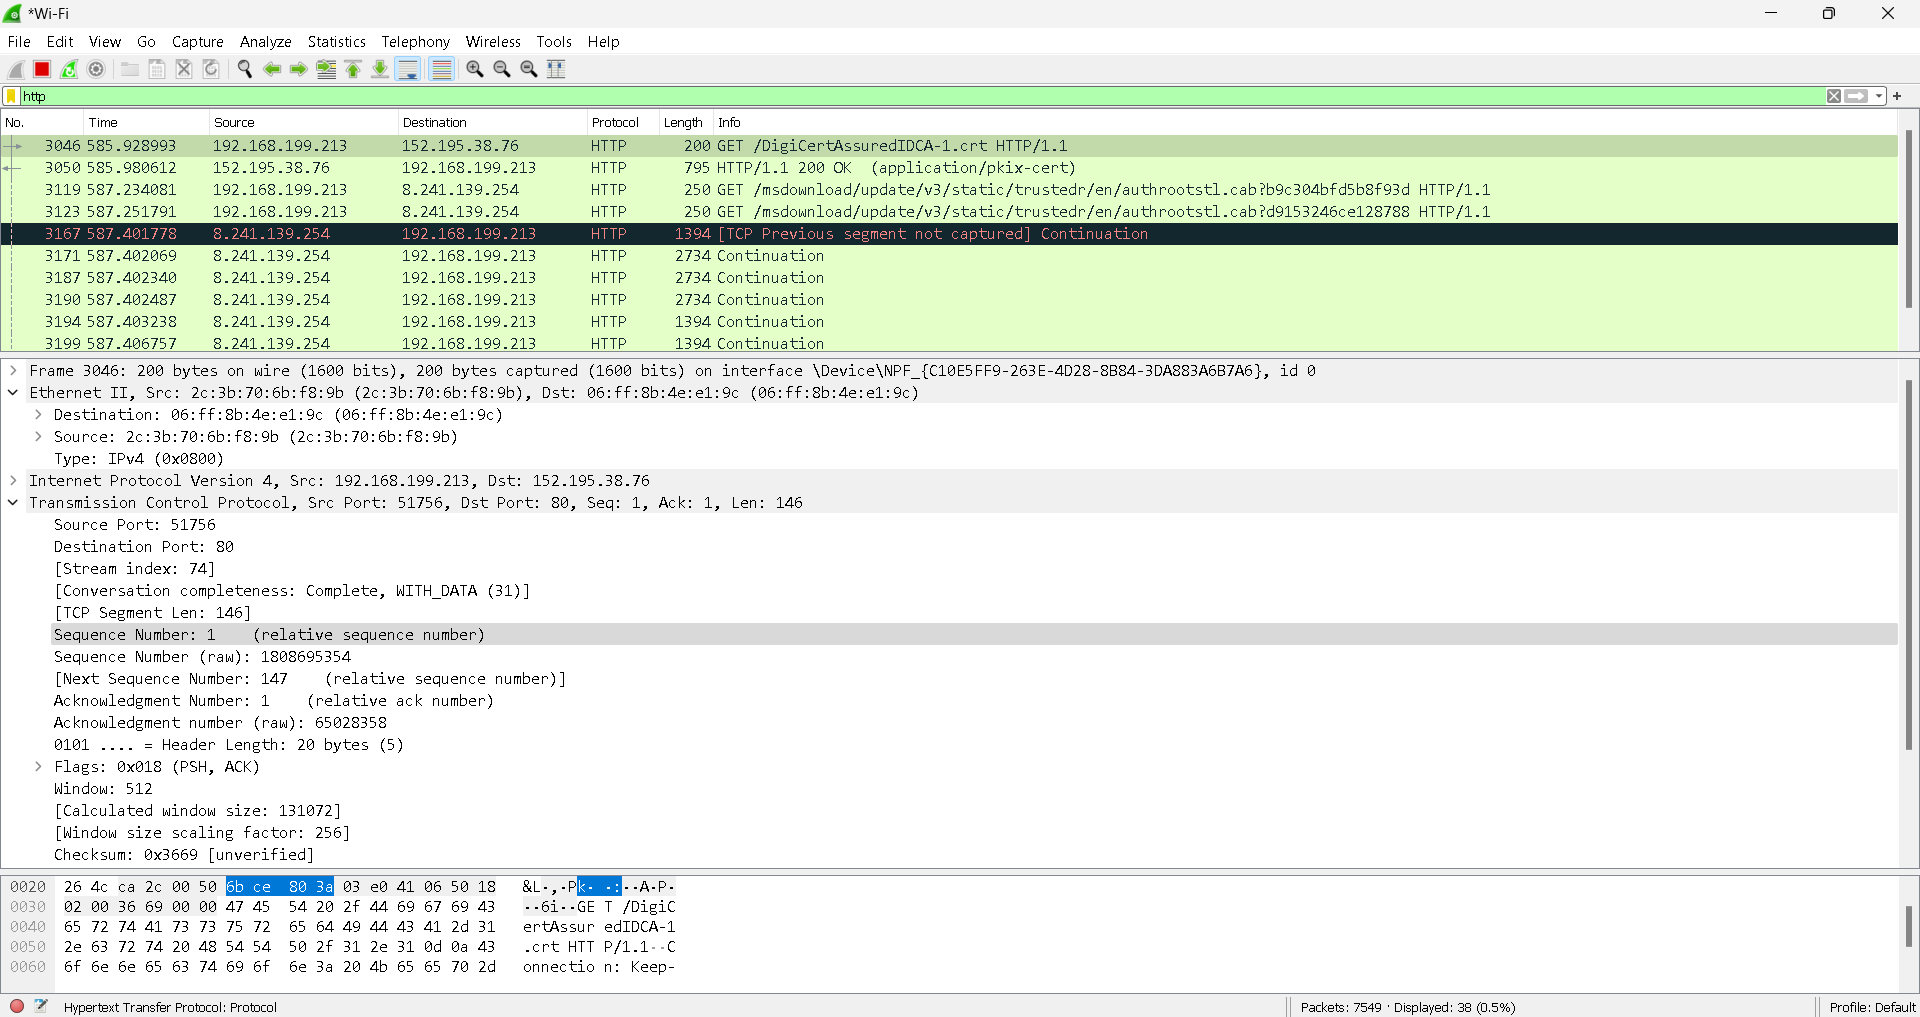 *Wi-Fi
File Edit View Go Capture Analyze Statistics Telephony Wireless Tools Help
http
No. Time Source Destination Protocol Length Info
3046 585.928993 192.168.199.213 152.195.38.76 HTTP 200 GET /DigiCertAssuredIDCA-1.crt HTTP/1.1
3050 585.980612 152.195.38.76 192.168.199.213 HTTP 795 HTTP/1.1 200 OK (application/pkix-cert)
3119 587.234081 192.168.199.213 8.241.139.254 HTTP 250 GET /msdownload/update/v3/static/trustedr/en/authrootstl.cab?b9c304bfd5b8f93d HTTP/1.1
3123 587.251791 192.168.199.213 8.241.139.254 HTTP 250 GET /msdownload/update/v3/static/trustedr/en/authrootstl.cab?d9153246ce128788 HTTP/1.1
3167 587.401778 8.241.139.254 192.168.199.213 HTTP 1394 [TCP Previous segment not captured] Continuation
3171 587.402069 8.241.139.254 192.168.199.213 HTTP 2734 Continuation
3187 587.402340 8.241.139.254 192.168.199.213 HTTP 2734 Continuation
3190 587.402487 8.241.139.254 192.168.199.213 HTTP 2734 Continuation
3194 587.403238 8.241.139.254 192.168.199.213 HTTP 1394 Continuation
3199 587.406757 8.241.139.254 192.168.199.213 HTTP 1394 Continuation
Frame 3046: 200 bytes on wire (1600 bits), 200 bytes captured (1600 bits) on interface \Device\NPF_{C10E5FF9-263E-4D28-8B84-3DA883A6B7A6}, id 0
Ethernet II, Src: 2c:3b:70:6b:f8:9b (2c:3b:70:6b:f8:9b), Dst: 06:ff:8b:4e:e1:9c (06:ff:8b:4e:e1:9c)
Destination: 06:ff:8b:4e:e1:9c (06:ff:8b:4e:e1:9c)
Source: 2c:3b:70:6b:f8:9b (2c:3b:70:6b:f8:9b)
Type: IPv4 (0x0800)
Internet Protocol Version 4, Src: 192.168.199.213, Dst: 152.195.38.76
Transmission Control Protocol, Src Port: 51756, Dst Port: 80, Seq: 1, Ack: 1, Len: 146
Source Port: 51756
Destination Port: 80
[Stream index: 74]
[Conversation completeness: Complete, WITH_DATA (31)]
[TCP Segment Len: 146]
Sequence Number: 1 (relative sequence number)
Sequence Number (raw): 1808695354
[Next Sequence Number: 147 (relative sequence number)]
Acknowledgment Number: 1 (relative ack number)
Acknowledgment number (raw): 65028358
0101 .... = Header Length: 20 bytes (5)
Flags: 0x018 (PSH, ACK)
Window: 512
[Calculated window size: 131072]
[Window size scaling factor: 256]
Checksum: 0x3669 [unverified]
0020 26 4c ca 2c 00 50 6b ce 80 3a 03 e0 41 06 50 18 &L·,·Pk· ·:··A·P·
0030 02 00 36 69 00 00 47 45 54 20 2f 44 69 67 69 43 ··6i··GE T /DigiC
0040 65 72 74 41 73 73 75 72 65 64 49 44 43 41 2d 31 ertAssur edIDCA-1
0050 2e 63 72 74 20 48 54 54 50 2f 31 2e 31 0d 0a 43 .crt HTT P/1.1··C
0060 6f 6e 6e 65 63 74 69 6f 6e 3a 20 4b 65 65 70 2d onnectio n: Keep-
Hypertext Transfer Protocol: Protocol Packets: 7549 · Displayed: 38 (0.5%) Profile: Default